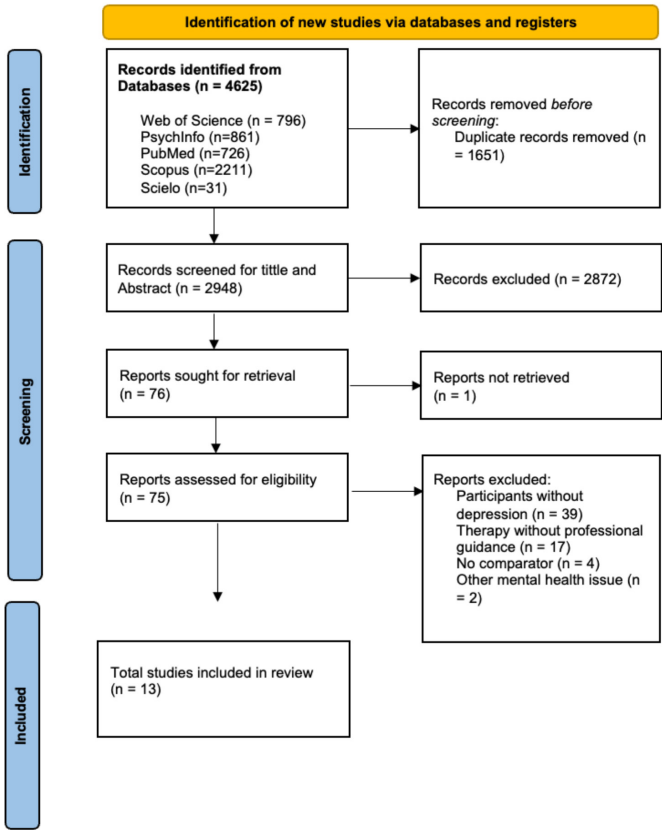 Identification of new studies via databases and registers
Identification
Records identified from
Databases (n = 4625)
Web of Science (n = 796)
PsychInfo (n=861)
PubMed (n=726)
Scopus (n=2211)
Scielo (n=31)
Records removed before
screening:
Duplicate records removed (n
= 1651)
Screening
Records screened for tittle and
Abstract (n = 2948)
Records excluded (n = 2872)
Reports sought for retrieval
(n = 76)
Reports not retrieved
(n = 1)
Reports assessed for eligibility
(n = 75)
Reports excluded:
Participants without
depression (n = 39)
Therapy without professional
guidance (n = 17)
No comparator (n = 4)
Other mental health issue (n
= 2)
Included
Total studies included in review
(n = 13)